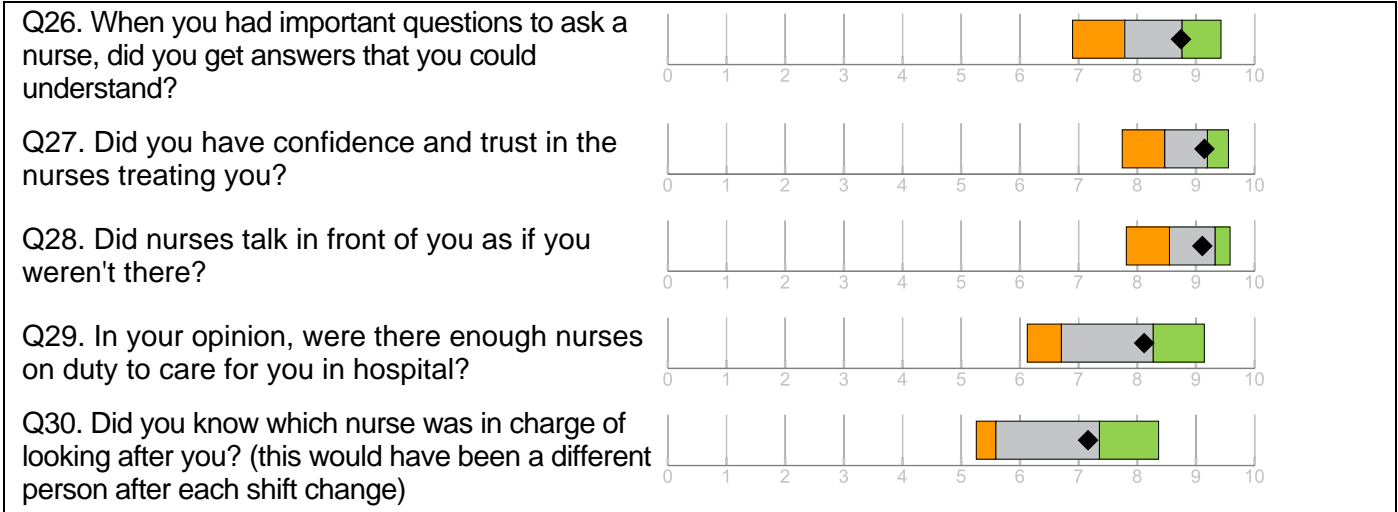 Q26. When you had important questions to ask a
nurse, did you get answers that you could
understand?
0 1 2 3 4 5 6 7 8 9 10
Q27. Did you have confidence and trust in the
nurses treating you?
0 1 2 3 4 5 6 7 8 9 10
Q28. Did nurses talk in front of you as if you
weren't there?
0 1 2 3 4 5 6 7 8 9 10
Q29. In your opinion, were there enough nurses
on duty to care for you in hospital?
0 1 2 3 4 5 6 7 8 9 10
Q30. Did you know which nurse was in charge of
looking after you? (this would have been a different
person after each shift change)
0 1 2 3 4 5 6 7 8 9 10